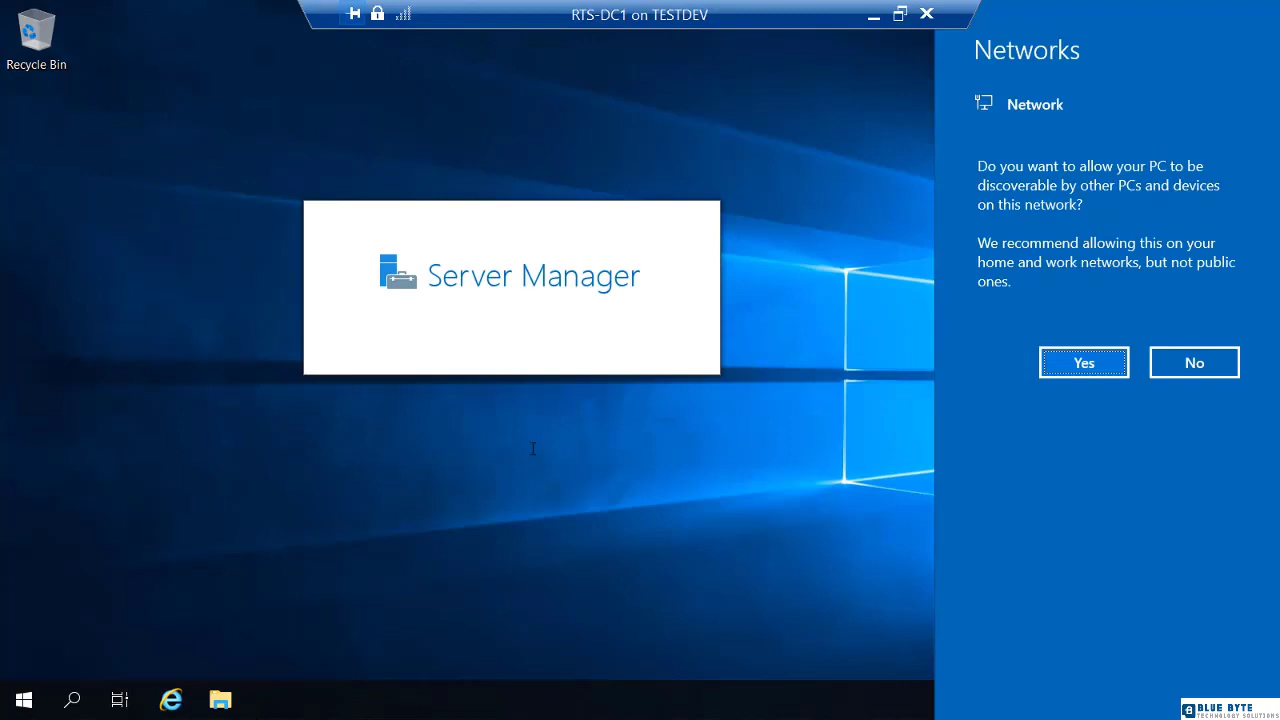 RTS-DC1 on TESTDEV
Recycle Bin
Server Manager
Networks
Network
Do you want to allow your PC to be
discoverable by other PCs and devices
on this network?
We recommend allowing this on your
home and work networks, but not public
ones.
Yes
No
BLUE BYTE
TECHNOLOGY SOLUTIONS